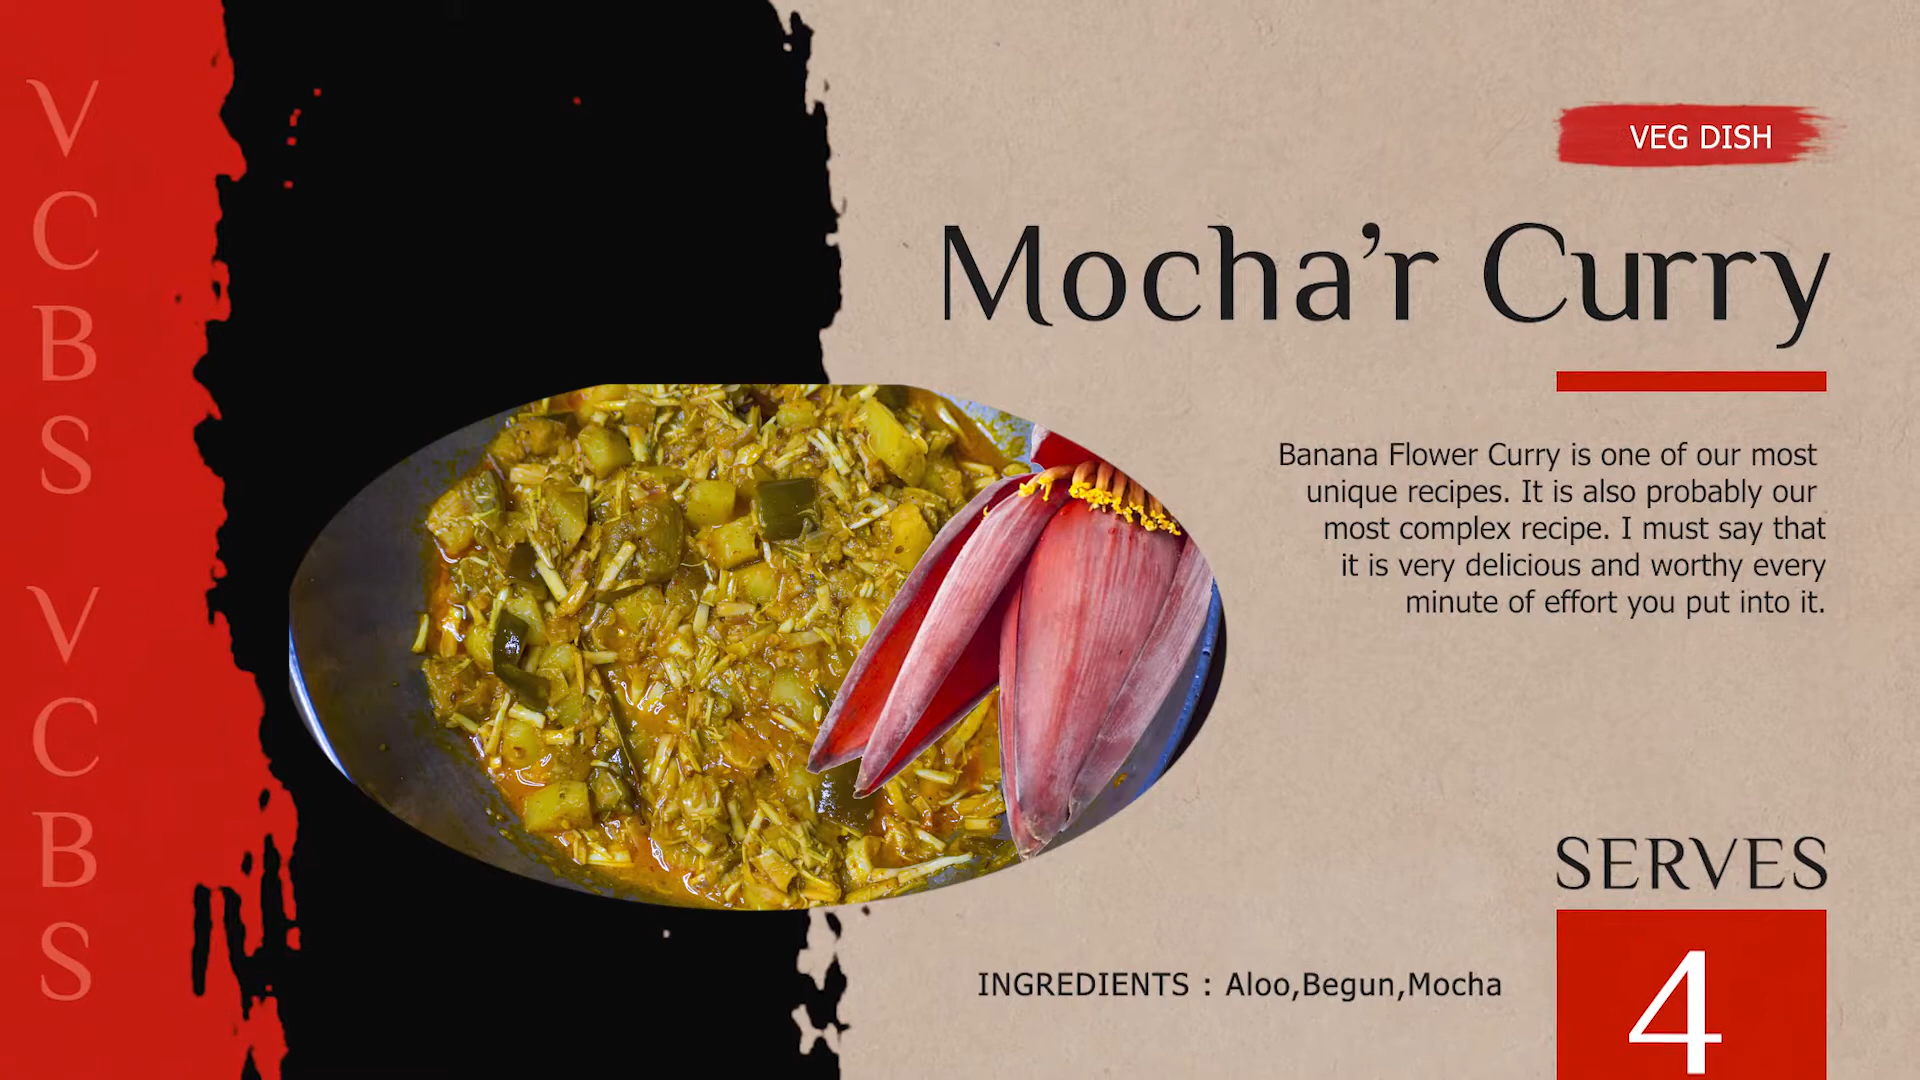 V
C
B
S
V
C
B
S
VEG DISH
Mocha’r Curry
Banana Flower Curry is one of our most
unique recipes. It is also probably our
most complex recipe. I must say that
it is very delicious and worthy every
minute of effort you put into it.
SERVES
4
INGREDIENTS : Aloo,Begun,Mocha